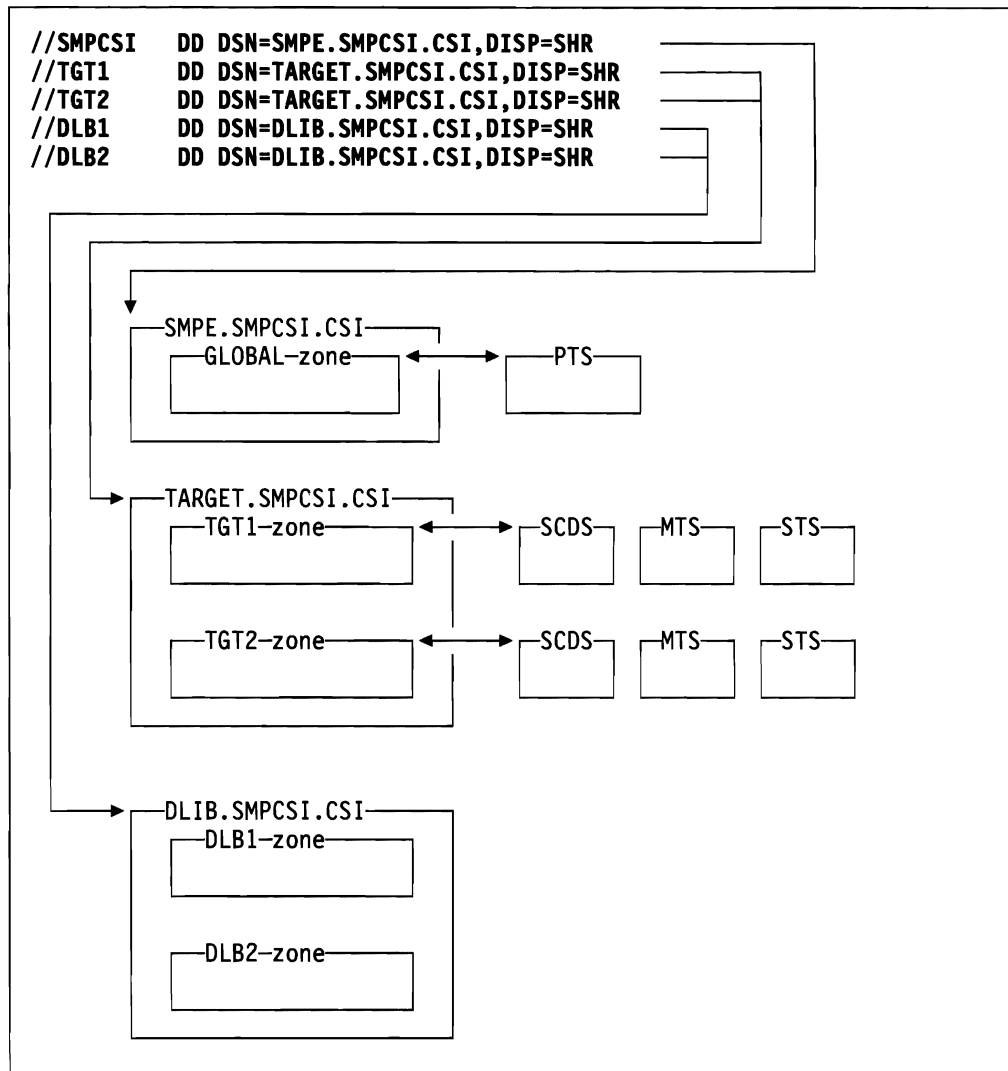 //SMPCSI DD DSN=SMPE.SMPCSI.CSI,DISP=SHR
//TGT1 DD DSN=TARGET.SMPCSI.CSI,DISP=SHR
//TGT2 DD DSN=TARGET.SMPCSI.CSI,DISP=SHR
//DLB1 DD DSN=DLIB.SMPCSI.CSI,DISP=SHR
//DLB2 DD DSN=DLIB.SMPCSI.CSI,DISP=SHR
SMPE.SMPCSI.CSI
GLOBAL-zone PTS
TARGET.SMPCSI.CSI
TGT1-zone SCDS MTS STS
TGT2-zone SCDS MTS STS
DLIB.SMPCSI.CSI
DLB1-zone
DLB2-zone